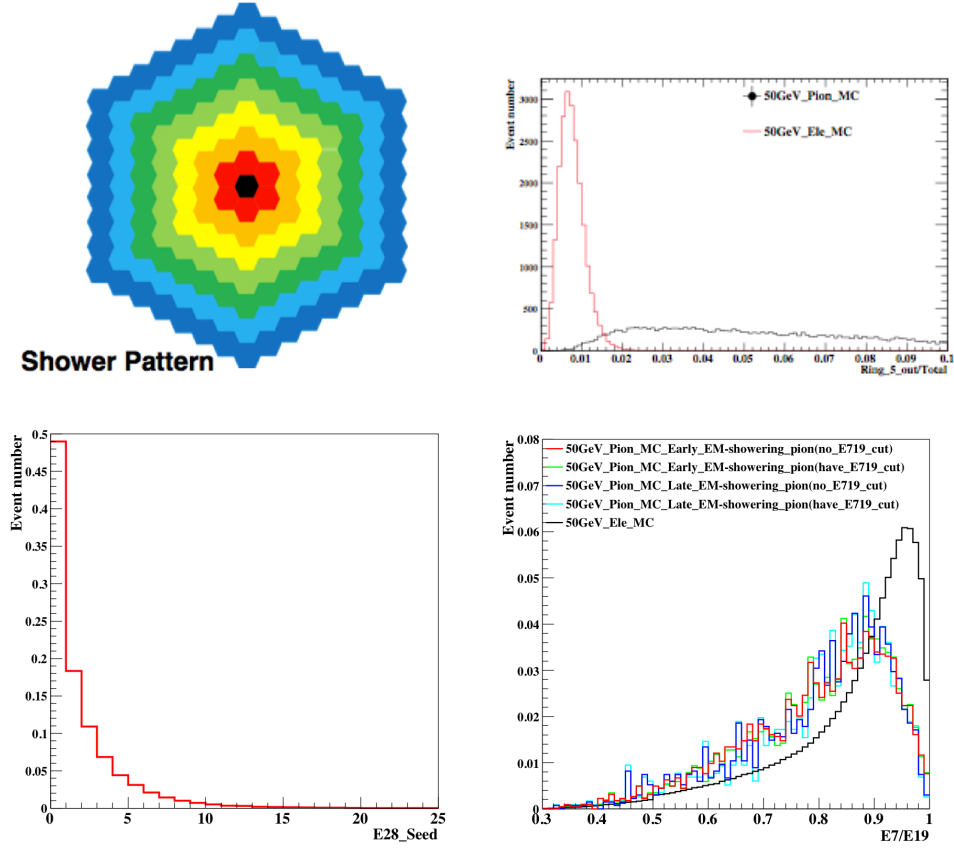 Shower Pattern
Event number
3000
2500
2000
1500
1000
500
0
50GeV_Pion_MC
50GeV_Ele_MC
0 0.01 0.02 0.03 0.04 0.05 0.06 0.07 0.08 0.09 0.1
Ring_5_out/Total
Event number
0.5
0.45
0.4
0.35
0.3
0.25
0.2
0.15
0.1
0.05
0
0 5 10 15 20 25
E28_Seed
Event number
0.08
0.07
0.06
0.05
0.04
0.03
0.02
0.01
0
50GeV_Pion_MC_Early_EM-showering_pion(no_E719_cut)
50GeV_Pion_MC_Early_EM-showering_pion(have_E719_cut)
50GeV_Pion_MC_Late_EM-showering_pion(no_E719_cut)
50GeV_Pion_MC_Late_EM-showering_pion(have_E719_cut)
50GeV_Ele_MC
0.3 0.4 0.5 0.6 0.7 0.8 0.9 1
E7/E19